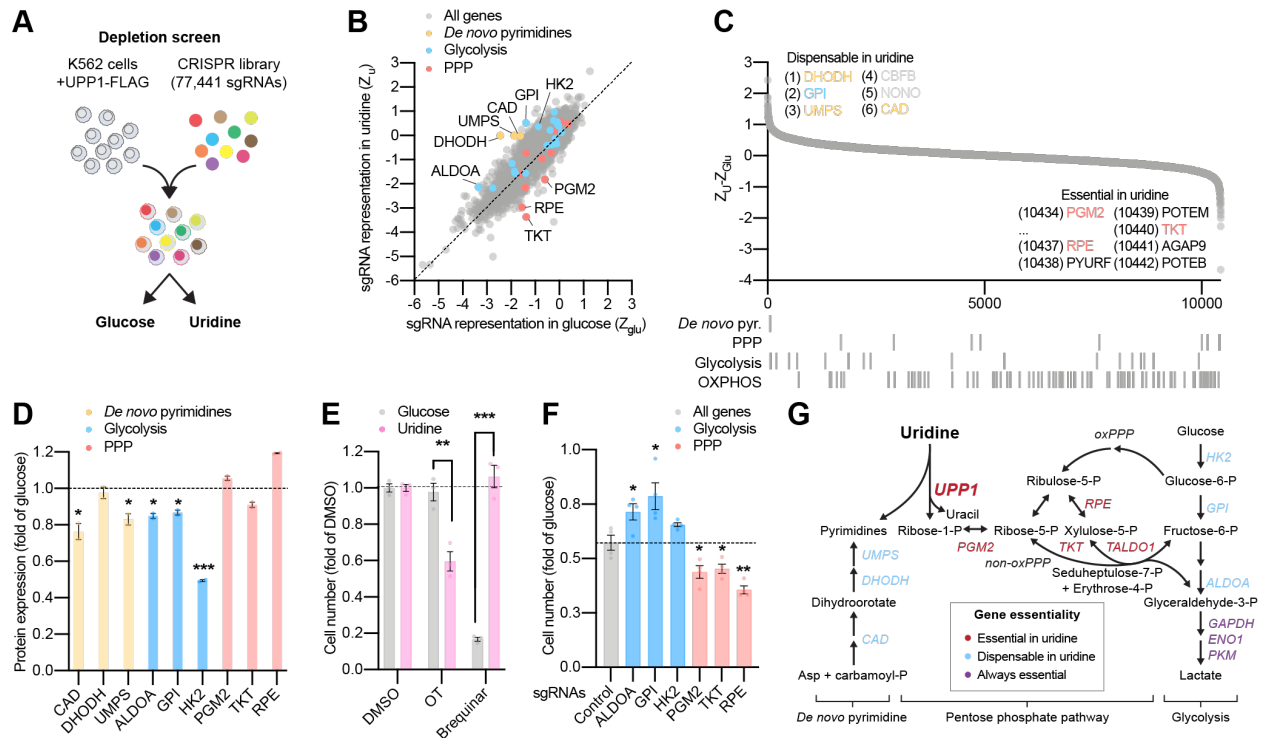 A
Depletion screen
K562 cells
+UPP1-FLAG
CRISPR library
(77,441 sgRNAs)
Glucose
Uridine
B
All genes
De novo pyrimidines
Glycolysis
PPP
sgRNA representation in uridine (ZU)
3
2
1
0
-1
-2
-3
-4
-5
-6
HK2
GPI
CAD
UMPS
DHODH
ALDOA
PGM2
RPE
TKT
-6 -5 -4 -3 -2 -1 0 1 2 3
sgRNA representation in glucose (Zglu)
C
ZU-ZGlu
3
2
1
0
-1
-2
-3
-4
Dispensable in uridine
(1) DHODH (4) CBFB
(2) GPI (5) NONO
(3) UMPS (6) CAD
Essential in uridine
(10434) PGM2 (10439) POTEM
... (10440) TKT
(10437) RPE (10441) AGAP9
(10438) PYURF (10442) POTEB
0 5000 10000
De novo pyr.
PPP
Glycolysis
OXPHOS
D
De novo pyrimidines
Glycolysis
PPP
Protein expression (fold of glucose)
1.2
1.0
0.8
0.6
0.4
0.2
0.0
* * * * ***
CAD
DHODH
UMPS
ALDOA
GPI
HK2
PGM2
TKT
RPE
E
Glucose
Uridine
Cell number (fold of DMSO)
1.2
1.0
0.8
0.6
0.4
0.2
0.0
**
***
DMSO
OT
Brequinar
F
All genes
Glycolysis
PPP
Cell number (fold of glucose)
1.0
0.8
0.5
0.3
0.0
* * * * **
sgRNAs
Control
ALDOA
GPI
HK2
PGM2
TKT
RPE
G
Uridine
oxPPP
Glucose
HK2
Ribulose-5-P
Glucose-6-P
UPP1
Uracil
RPE
GPI
Pyrimidines
Ribose-1-P
Ribose-5-P
Xylulose-5-P
Fructose-6-P
PGM2
TKT
TALDO1
UMPS
non-oxPPP
DHODH
Seduheptulose-7-P
+ Erythrose-4-P
ALDOA
Dihydroorotate
Glyceraldehyde-3-P
CAD
Gene essentiality
Essential in uridine
Dispensable in uridine
Always essential
GAPDH
ENO1
PKM
Asp + carbamoyl-P
Lactate
De novo pyrimidine
Pentose phosphate pathway
Glycolysis